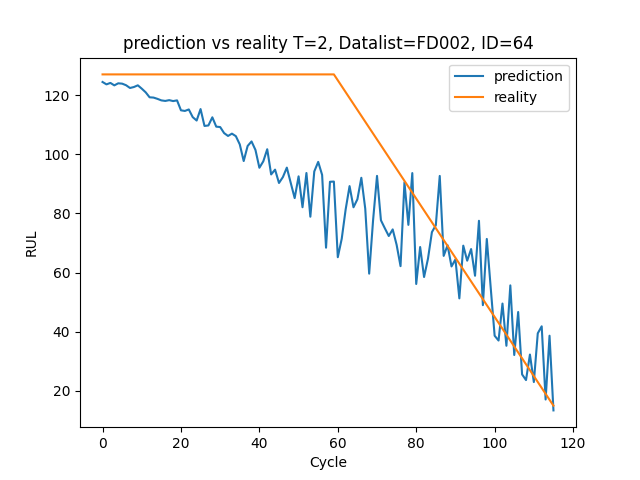 prediction vs reality T=2, Datalist=FD002, ID=64
prediction
reality
RUL
120
100
80
60
40
20
0 20 40 60 80 100 120
Cycle